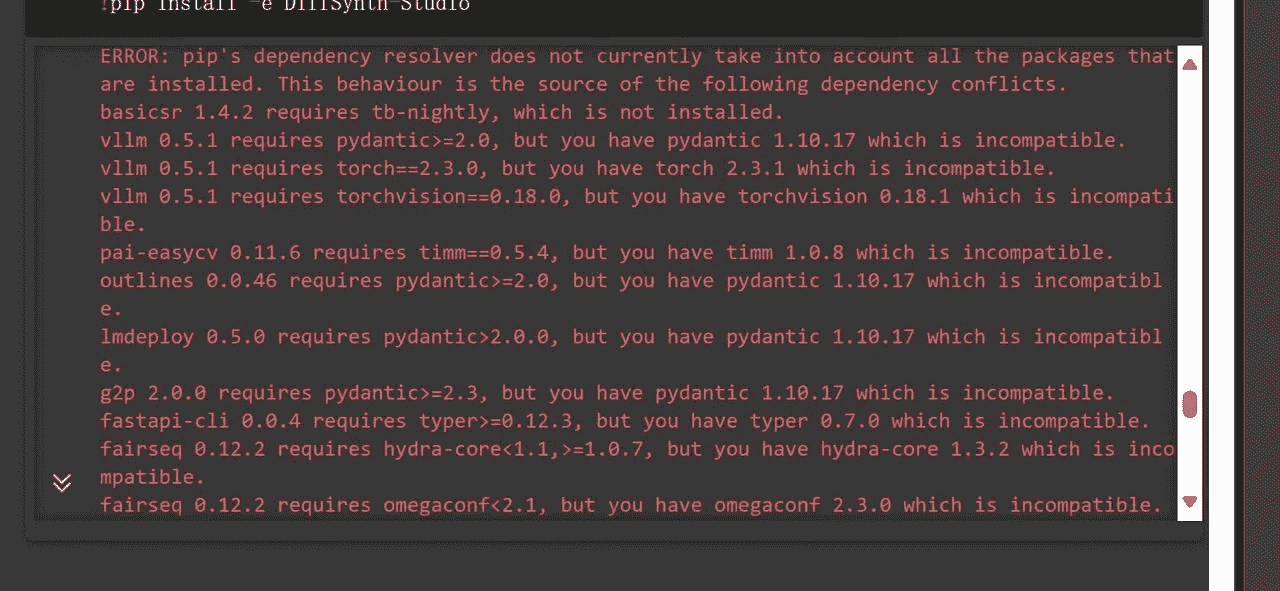 !pip install -e DiffSynth-Studio
ERROR: pip's dependency resolver does not currently take into account all the packages that
are installed. This behaviour is the source of the following dependency conflicts.
basicsr 1.4.2 requires tb-nightly, which is not installed.
vllm 0.5.1 requires pydantic>=2.0, but you have pydantic 1.10.17 which is incompatible.
vllm 0.5.1 requires torch==2.3.0, but you have torch 2.3.1 which is incompatible.
vllm 0.5.1 requires torchvision==0.18.0, but you have torchvision 0.18.1 which is incompati
ble.
pai-easycv 0.11.6 requires timm==0.5.4, but you have timm 1.0.8 which is incompatible.
outlines 0.0.46 requires pydantic>=2.0, but you have pydantic 1.10.17 which is incompatibl
e.
lmdeploy 0.5.0 requires pydantic>2.0.0, but you have pydantic 1.10.17 which is incompatibl
e.
g2p 2.0.0 requires pydantic>=2.3, but you have pydantic 1.10.17 which is incompatible.
fastapi-cli 0.0.4 requires typer>=0.12.3, but you have typer 0.7.0 which is incompatible.
fairseq 0.12.2 requires hydra-core<1.1,>=1.0.7, but you have hydra-core 1.3.2 which is inco
mpatible.
fairseq 0.12.2 requires omegaconf<2.1, but you have omegaconf 2.3.0 which is incompatible.